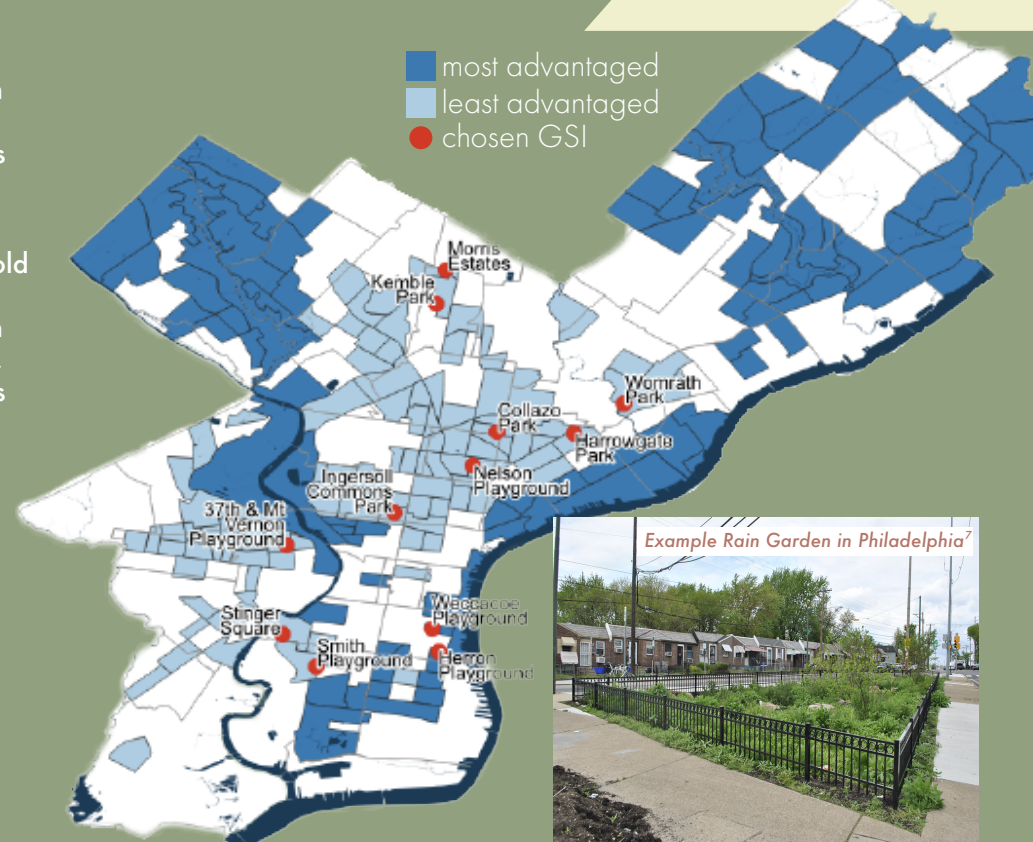 most advantaged
least advantaged
chosen GSI
s
old
s
Morris
Estates
Kemble
Park
Womrath
Park
Collazo
Park
Harrowgate
Park
Nelson
Playground
Ingersoll
Commons
Park
37th & Mt
Vernon
Playground
Stinger
Square
Smith
Playground
Weccacoe
Playground
Herron
Playground
Example Rain Garden in Philadelphia7